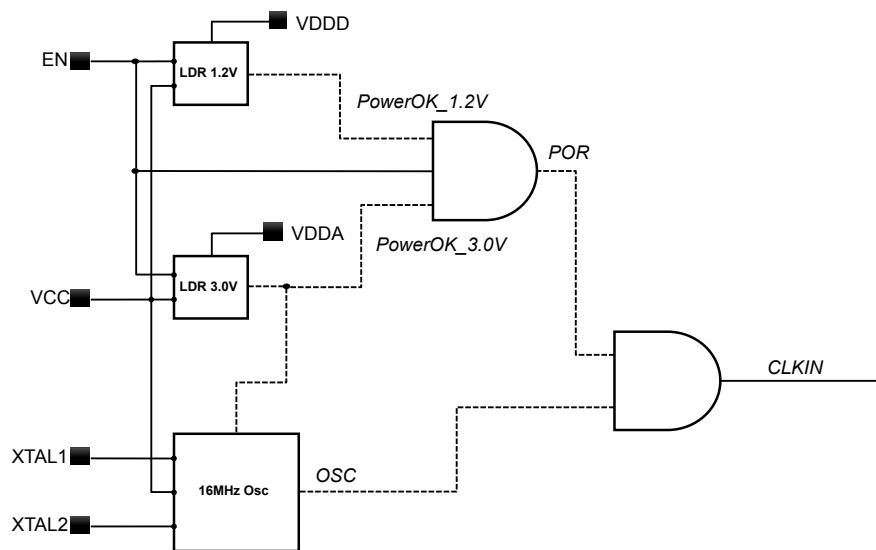 VDDD
EN
LDR 1.2V
PowerOK_1.2V
POR
VDDA
PowerOK_3.0V
LDR 3.0V
VCC
CLKIN
XTAL1
OSC
16MHz Osc
XTAL2